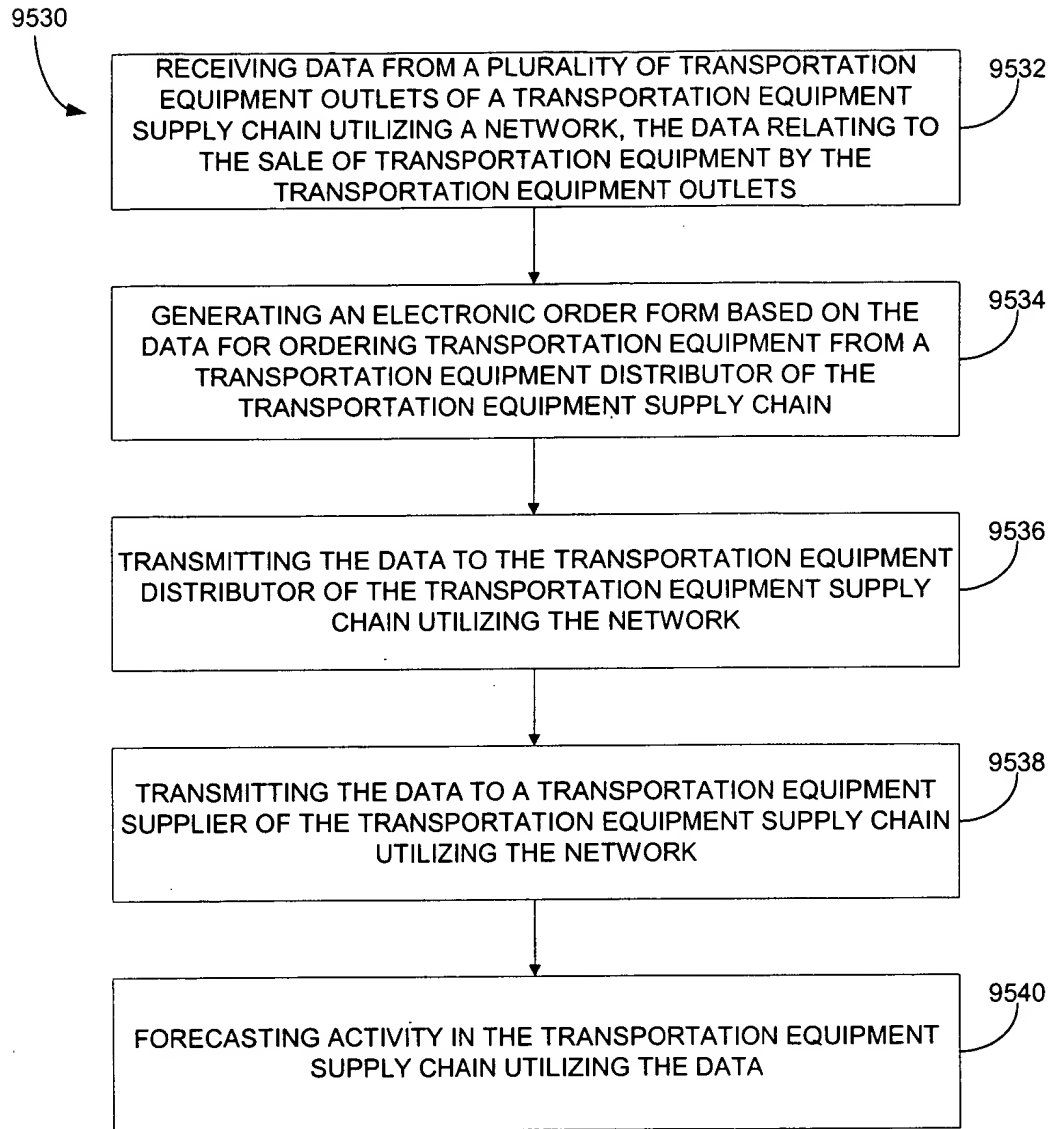 9530
RECEIVING DATA FROM A PLURALITY OF TRANSPORTATION
EQUIPMENT OUTLETS OF A TRANSPORTATION EQUIPMENT
SUPPLY CHAIN UTILIZING A NETWORK, THE DATA RELATING TO
THE SALE OF TRANSPORTATION EQUIPMENT BY THE
TRANSPORTATION EQUIPMENT OUTLETS
9532
GENERATING AN ELECTRONIC ORDER FORM BASED ON THE
DATA FOR ORDERING TRANSPORTATION EQUIPMENT FROM A
TRANSPORTATION EQUIPMENT DISTRIBUTOR OF THE
TRANSPORTATION EQUIPMENT SUPPLY CHAIN
9534
TRANSMITTING THE DATA TO THE TRANSPORTATION EQUIPMENT
DISTRIBUTOR OF THE TRANSPORTATION EQUIPMENT SUPPLY
CHAIN UTILIZING THE NETWORK
9536
TRANSMITTING THE DATA TO A TRANSPORTATION EQUIPMENT
SUPPLIER OF THE TRANSPORTATION EQUIPMENT SUPPLY CHAIN
UTILIZING THE NETWORK
9538
FORECASTING ACTIVITY IN THE TRANSPORTATION EQUIPMENT
SUPPLY CHAIN UTILIZING THE DATA
9540